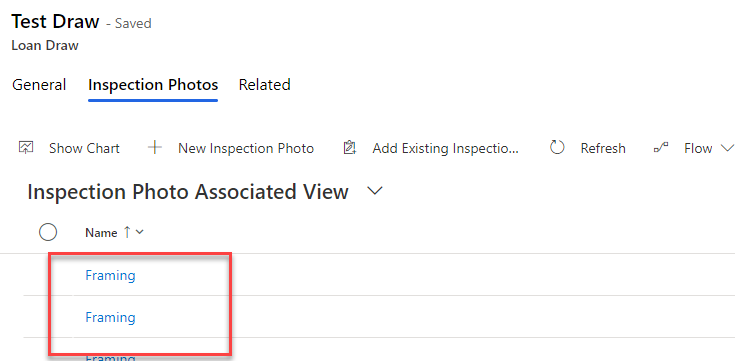 Test Draw - Saved
Loan Draw
General Inspection Photos Related
Show Chart New Inspection Photo Add Existing Inspectio... Refresh Flow
Inspection Photo Associated View
Name ↑
Framing
Framing
Framing